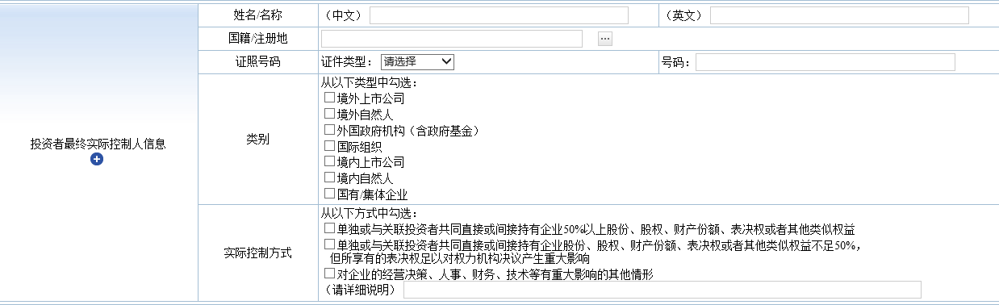 姓名/名称 （中文） （英文）
国籍/注册地 ...
证照号码 证件类型： 请选择 号码：
投资者最终实际控制人信息
类别
从以下类型中勾选：
境外上市公司
境外自然人
外国政府机构（含政府基金）
国际组织
境内上市公司
境内自然人
国有/集体企业
实际控制方式
从以下方式中勾选：
单独或与关联投资者共同直接或间接持有企业50%以上股份、股权、财产份额、表决权或者其他类似权益
单独或与关联投资者共同直接或间接持有企业股份、股权、财产份额、表决权或者其他类似权益不足50%，
但所享有的表决权足以对权力机构决议产生重大影响
对企业的经营决策、人事、财务、技术等有重大影响的其他情形
（请详细说明）